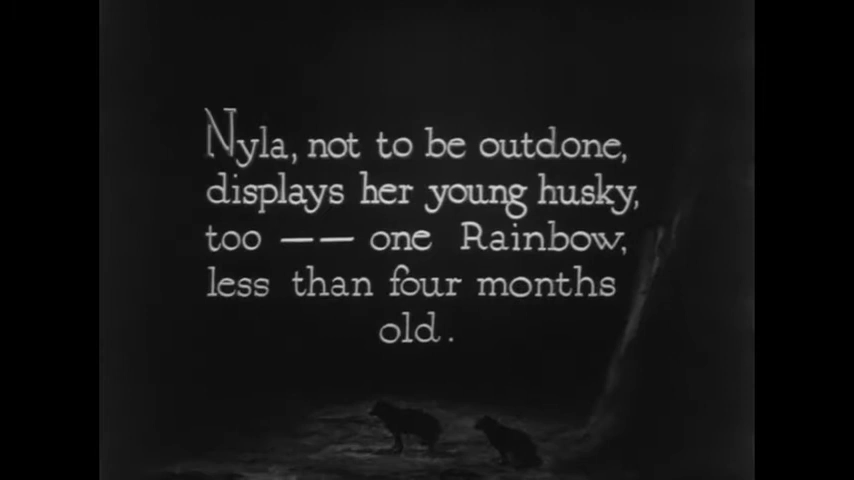 Nyla, not to be outdone,
displays her young husky,
too —— one Rainbow,
less than four months
old.